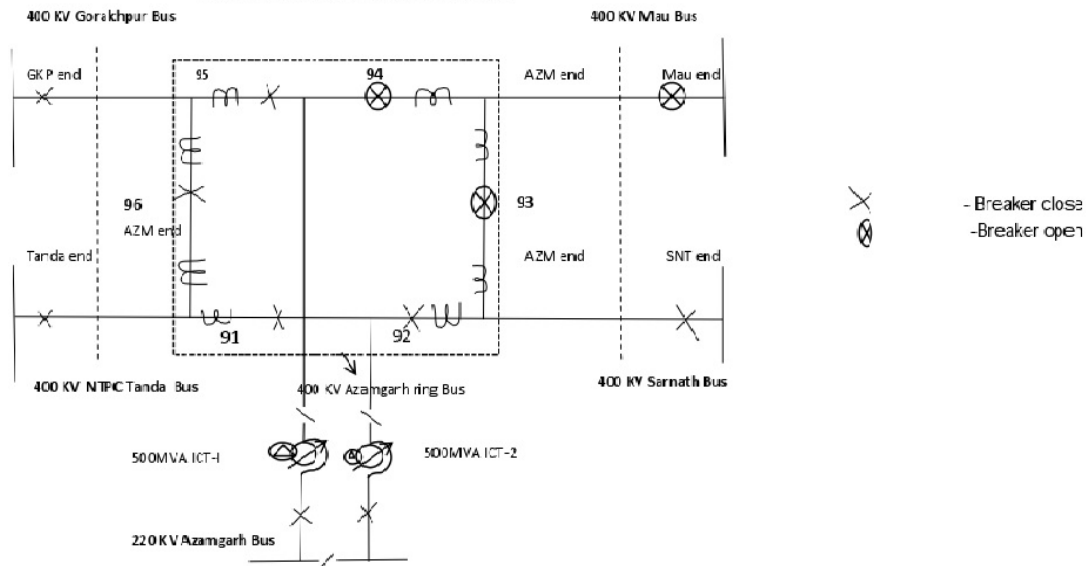 400 KV Goralchpur Bus
400 KV Mau Bus
GKP end
95
94
AZM end
Mau end
96
AZM end
93
- Breaker close
-Breaker open
Tanda end
AZM end
SNT end
91
92
400 KV NTPC Tanda Bus
400 KV Azamgarh ring Bus
400 KV Sarnath Bus
500MVA ICT-I
500MVA ICT-2
220 KV Azamgarh Bus